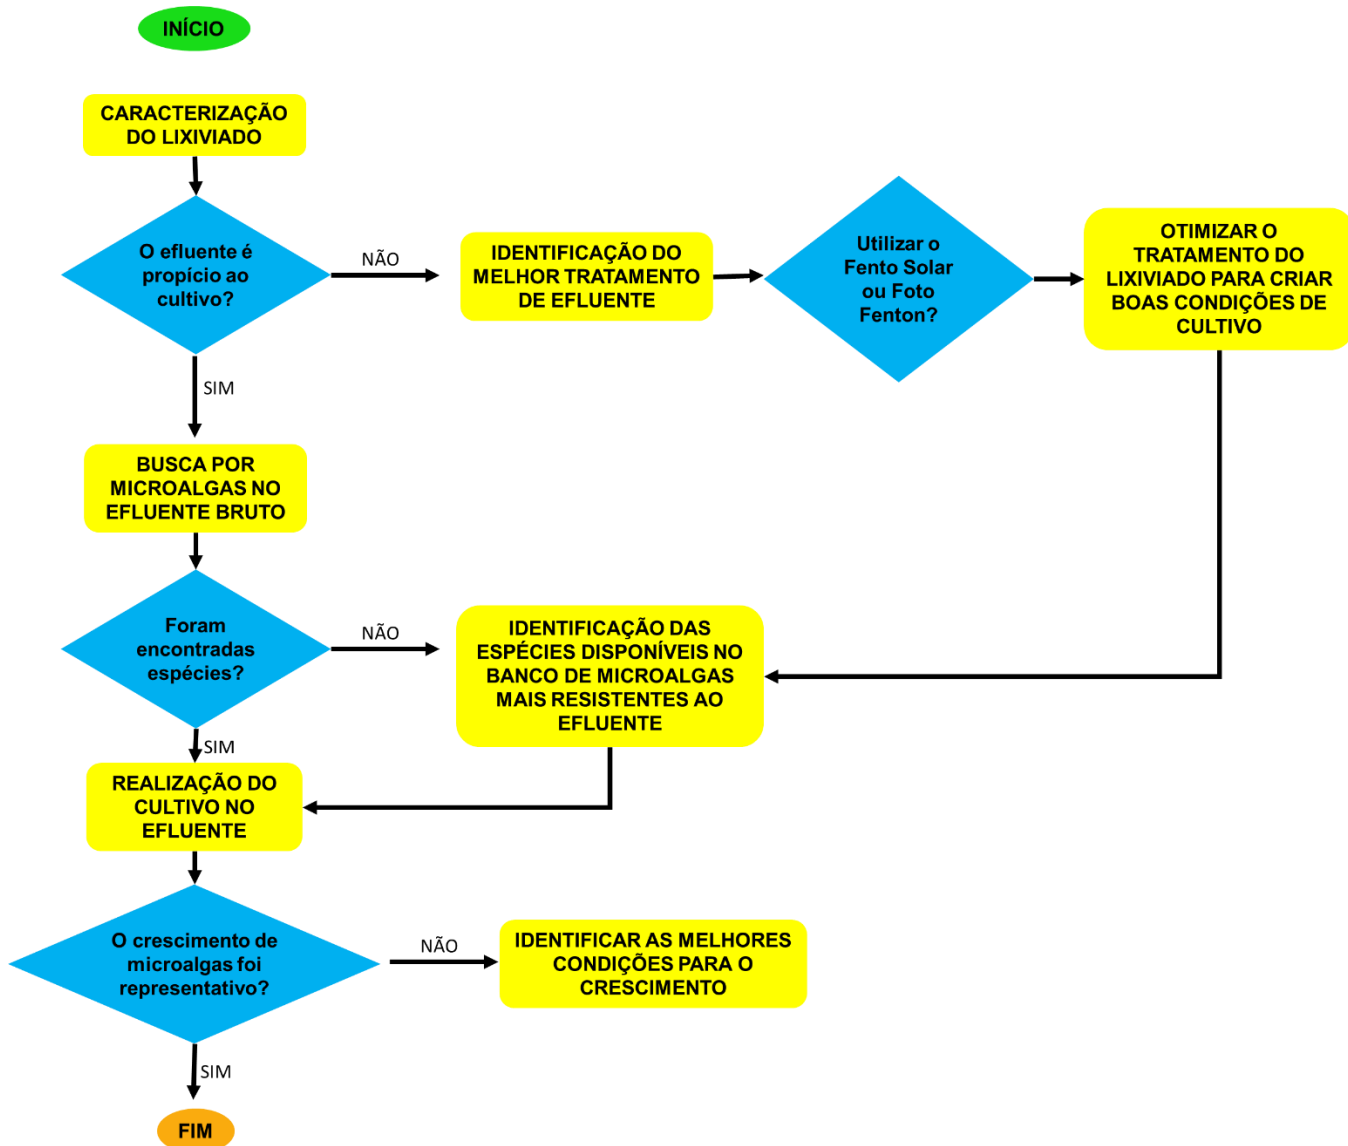 INÍCIO
CARACTERIZAÇÃO
DO LIXIVIADO
O efluente é
propício ao
cultivo?
NÃO
IDENTIFICAÇÃO DO
MELHOR TRATAMENTO
DE EFLUENTE
Utilizar o
Fento Solar
ou Foto
Fenton?
OTIMIZAR O
TRATAMENTO DO
LIXIVIADO PARA CRIAR
BOAS CONDIÇÕES DE
CULTIVO
SIM
BUSCA POR
MICROALGAS NO
EFLUENTE BRUTO
Foram
encontradas
espécies?
NÃO
IDENTIFICAÇÃO DAS
ESPÉCIES DISPONÍVEIS NO
BANCO DE MICROALGAS
MAIS RESISTENTES AO
EFLUENTE
SIM
REALIZAÇÃO DO
CULTIVO NO
EFLUENTE
O crescimento de
microalgas foi
representativo?
NÃO
IDENTIFICAR AS MELHORES
CONDIÇÕES PARA O
CRESCIMENTO
SIM
FIM